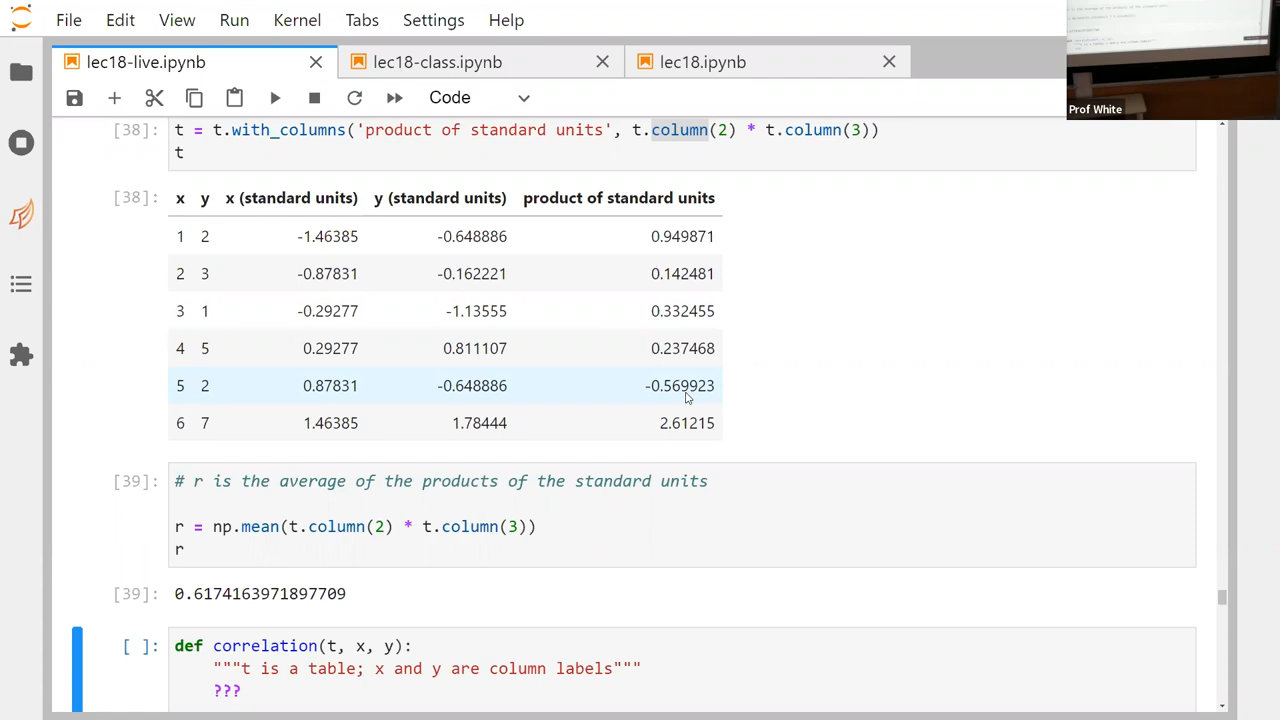 File Edit View Run Kernel Tabs Settings Help
lec18-live.ipynb lec18-class.ipynb lec18.ipynb
Code
Prof White
[38]: t = t.with_columns('product of standard units', t.column(2) * t.column(3))
t
[38]: x y x (standard units) y (standard units) product of standard units
1 2 -1.46385 -0.648886 0.949871
2 3 -0.87831 -0.162221 0.142481
3 1 -0.29277 -1.13555 0.332455
4 5 0.29277 0.811107 0.237468
5 2 0.87831 -0.648886 -0.569923
6 7 1.46385 1.78444 2.61215
[39]: # r is the average of the products of the standard units
r = np.mean(t.column(2) * t.column(3))
r
[39]: 0.6174163971897709
[ ]: def correlation(t, x, y):
"""t is a table; x and y are column labels"""
???